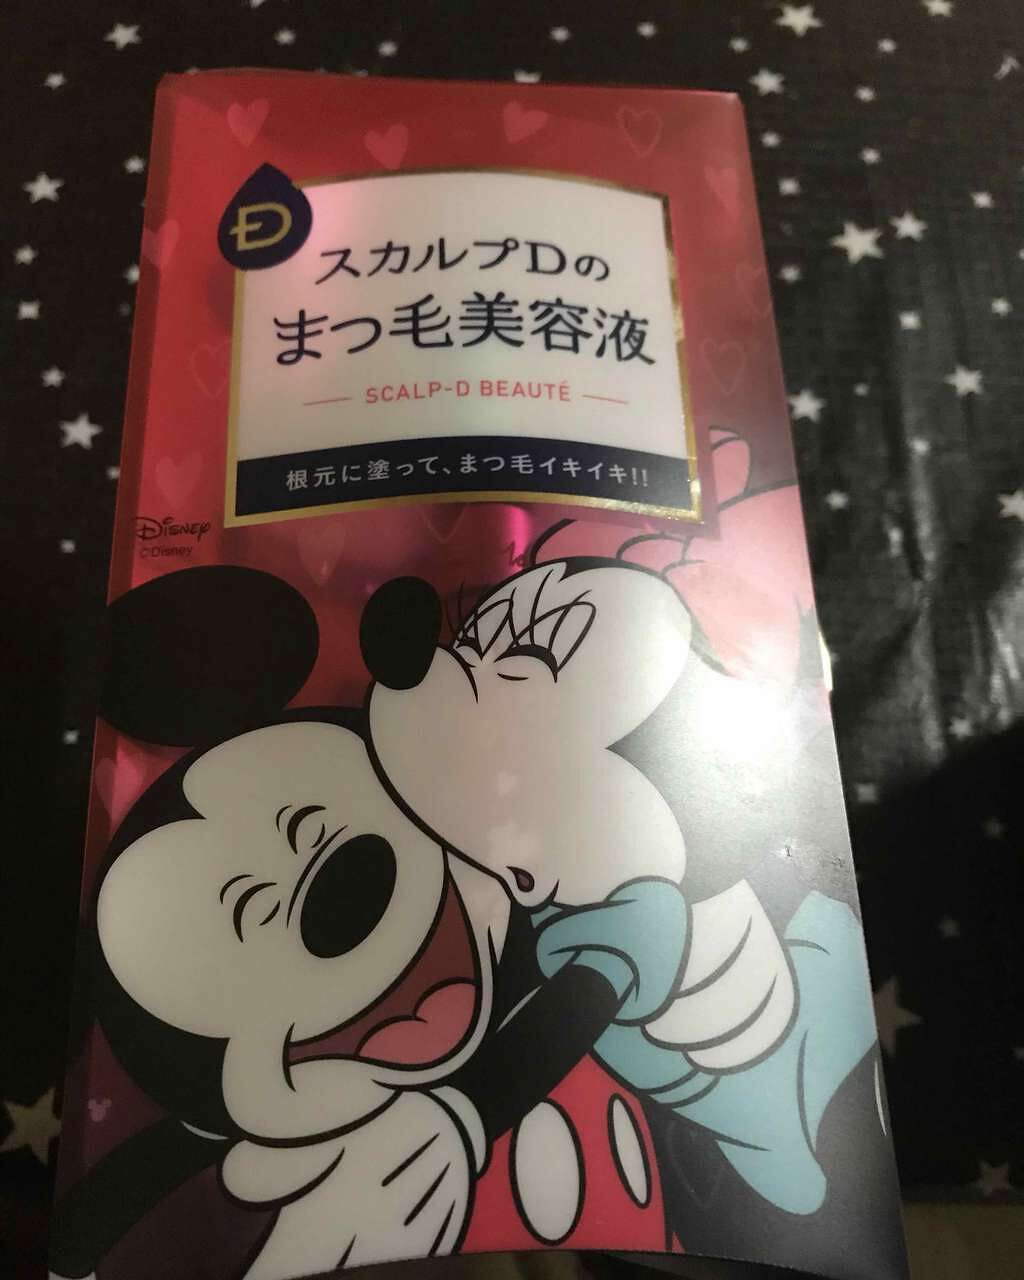 Đ
スカルプDの
まつ毛美容液
SCALP-D BEAUTÉ
根元に塗って、まつ毛イキイキ!!
Disney
©Disney